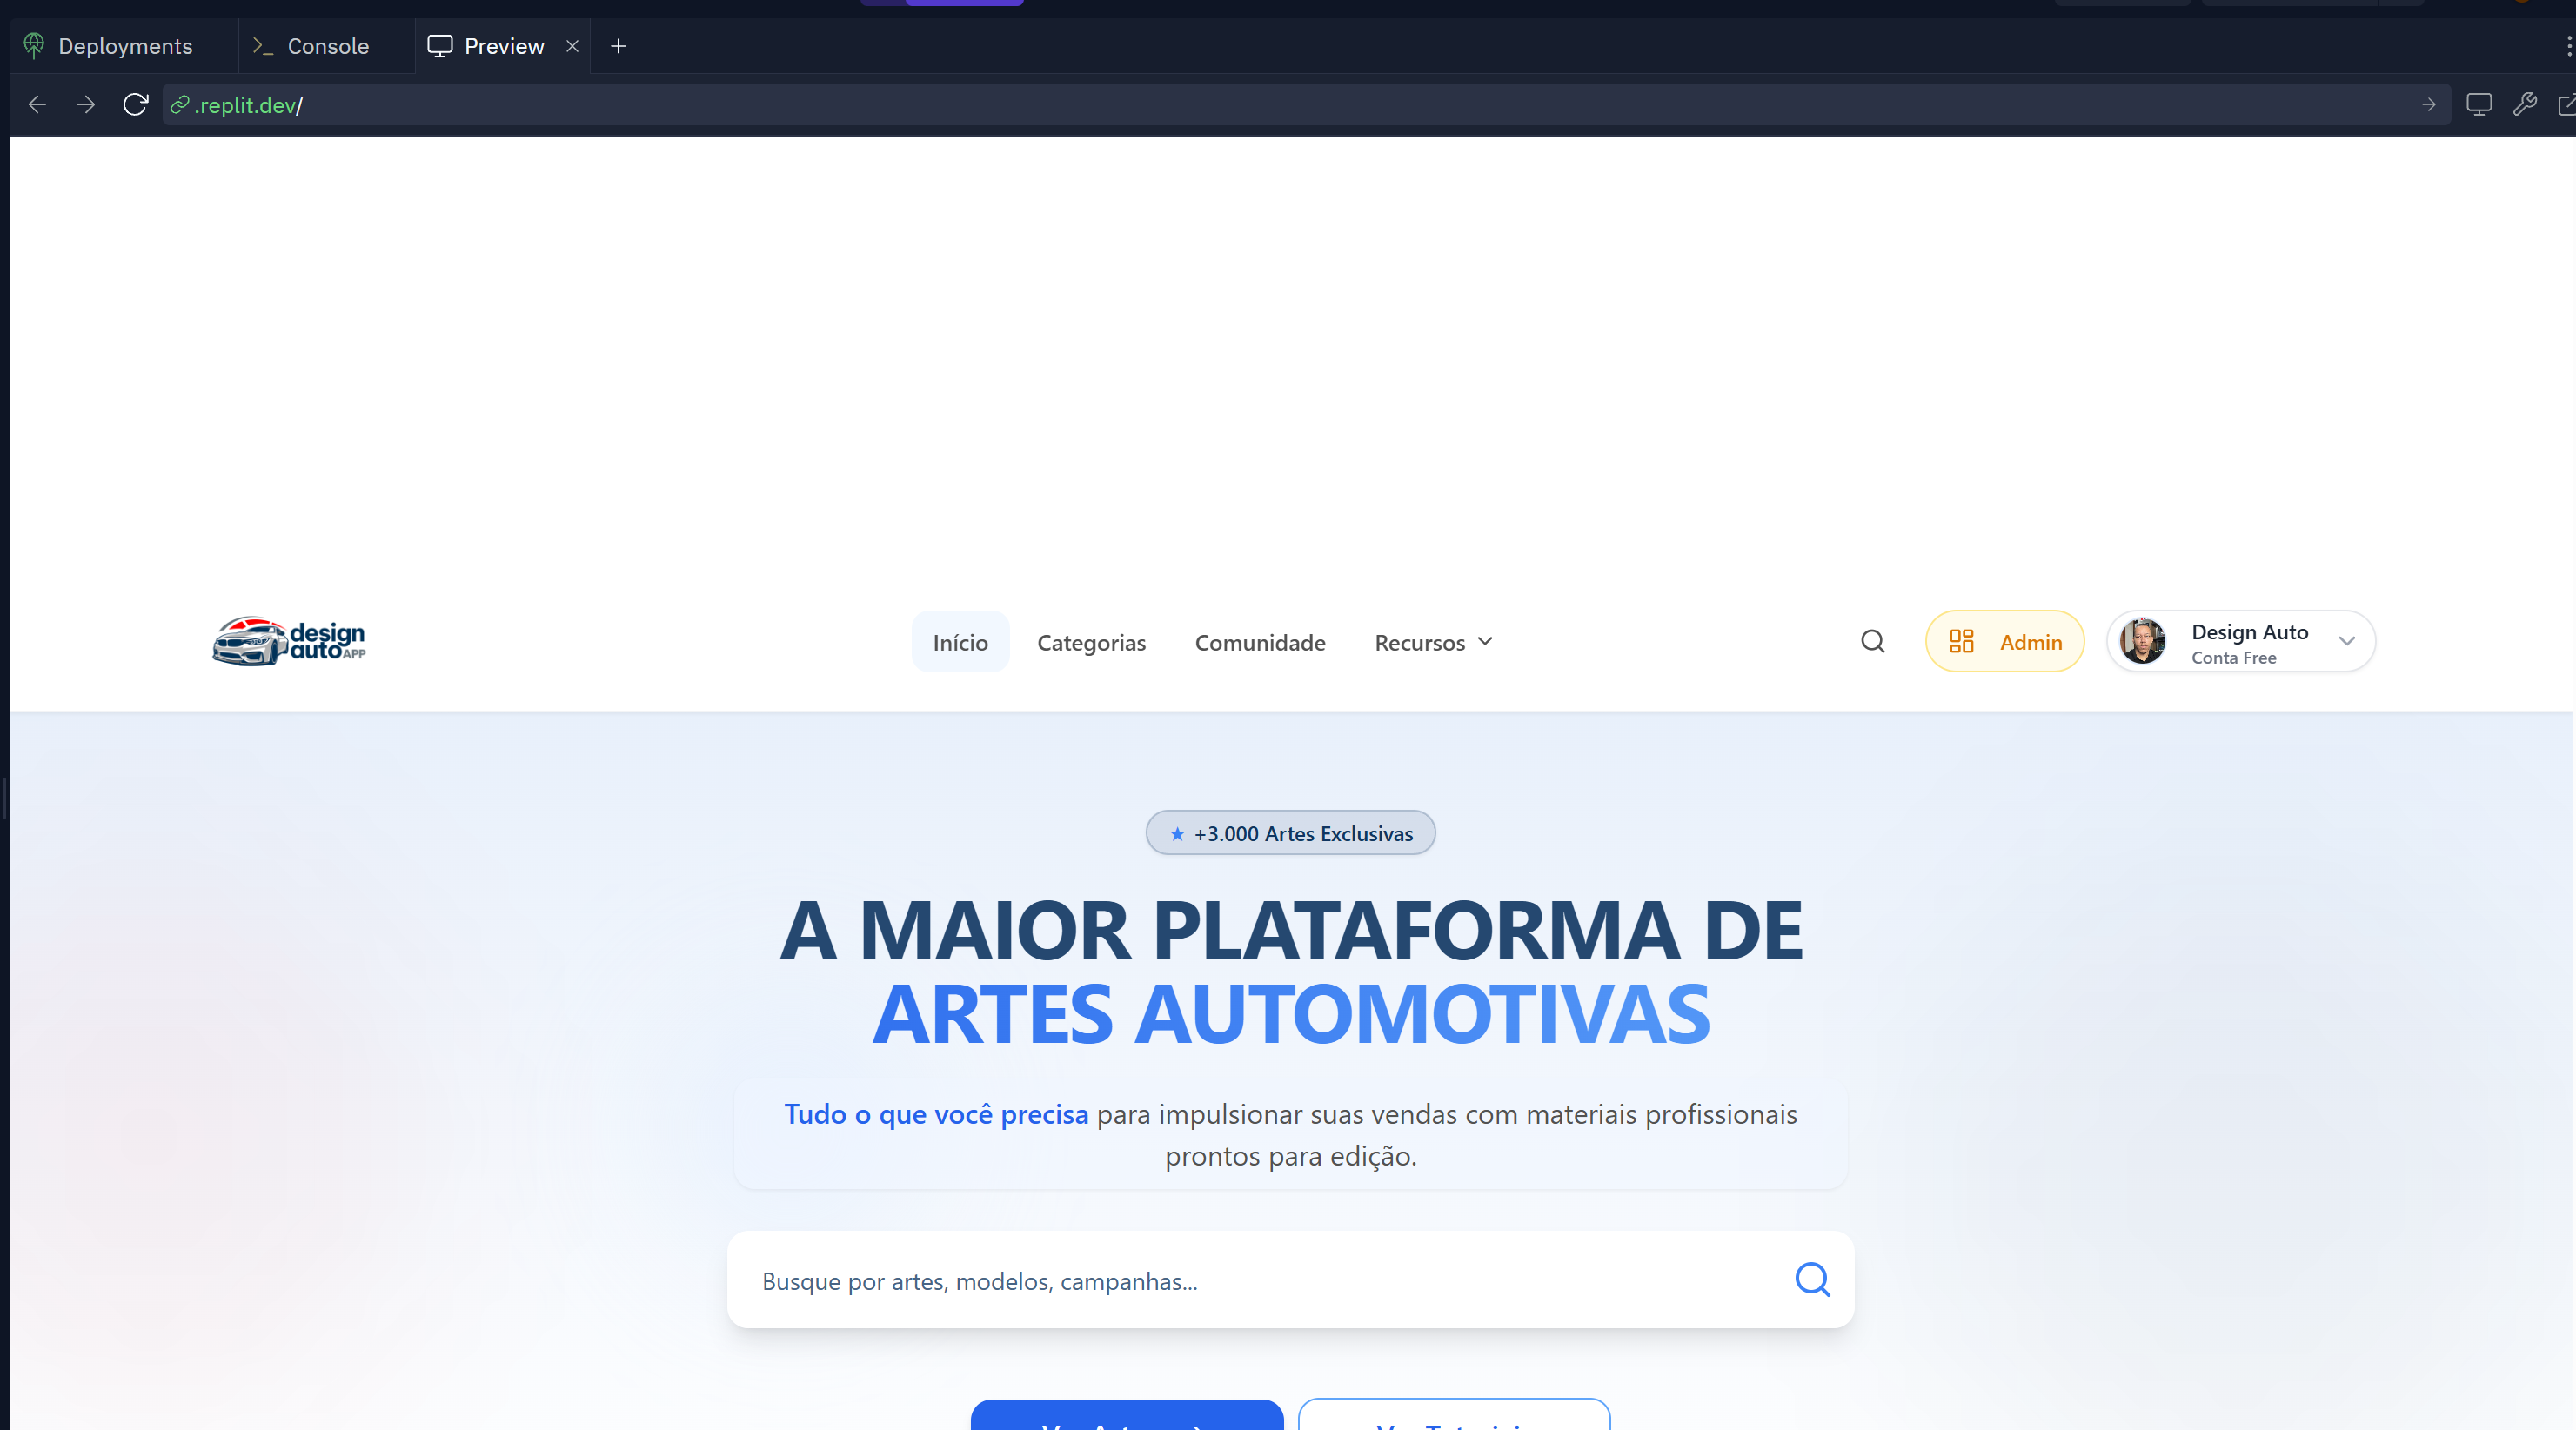 Deployments
Console
Preview
.replit.dev/
design
auto APP
Início
Categorias
Comunidade
Recursos
Admin
Design Auto
Conta Free
★ +3.000 Artes Exclusivas
A MAIOR PLATAFORMA DE
ARTES AUTOMOTIVAS
Tudo o que você precisa para impulsionar suas vendas com materiais profissionais
prontos para edição.
Busque por artes, modelos, campanhas...